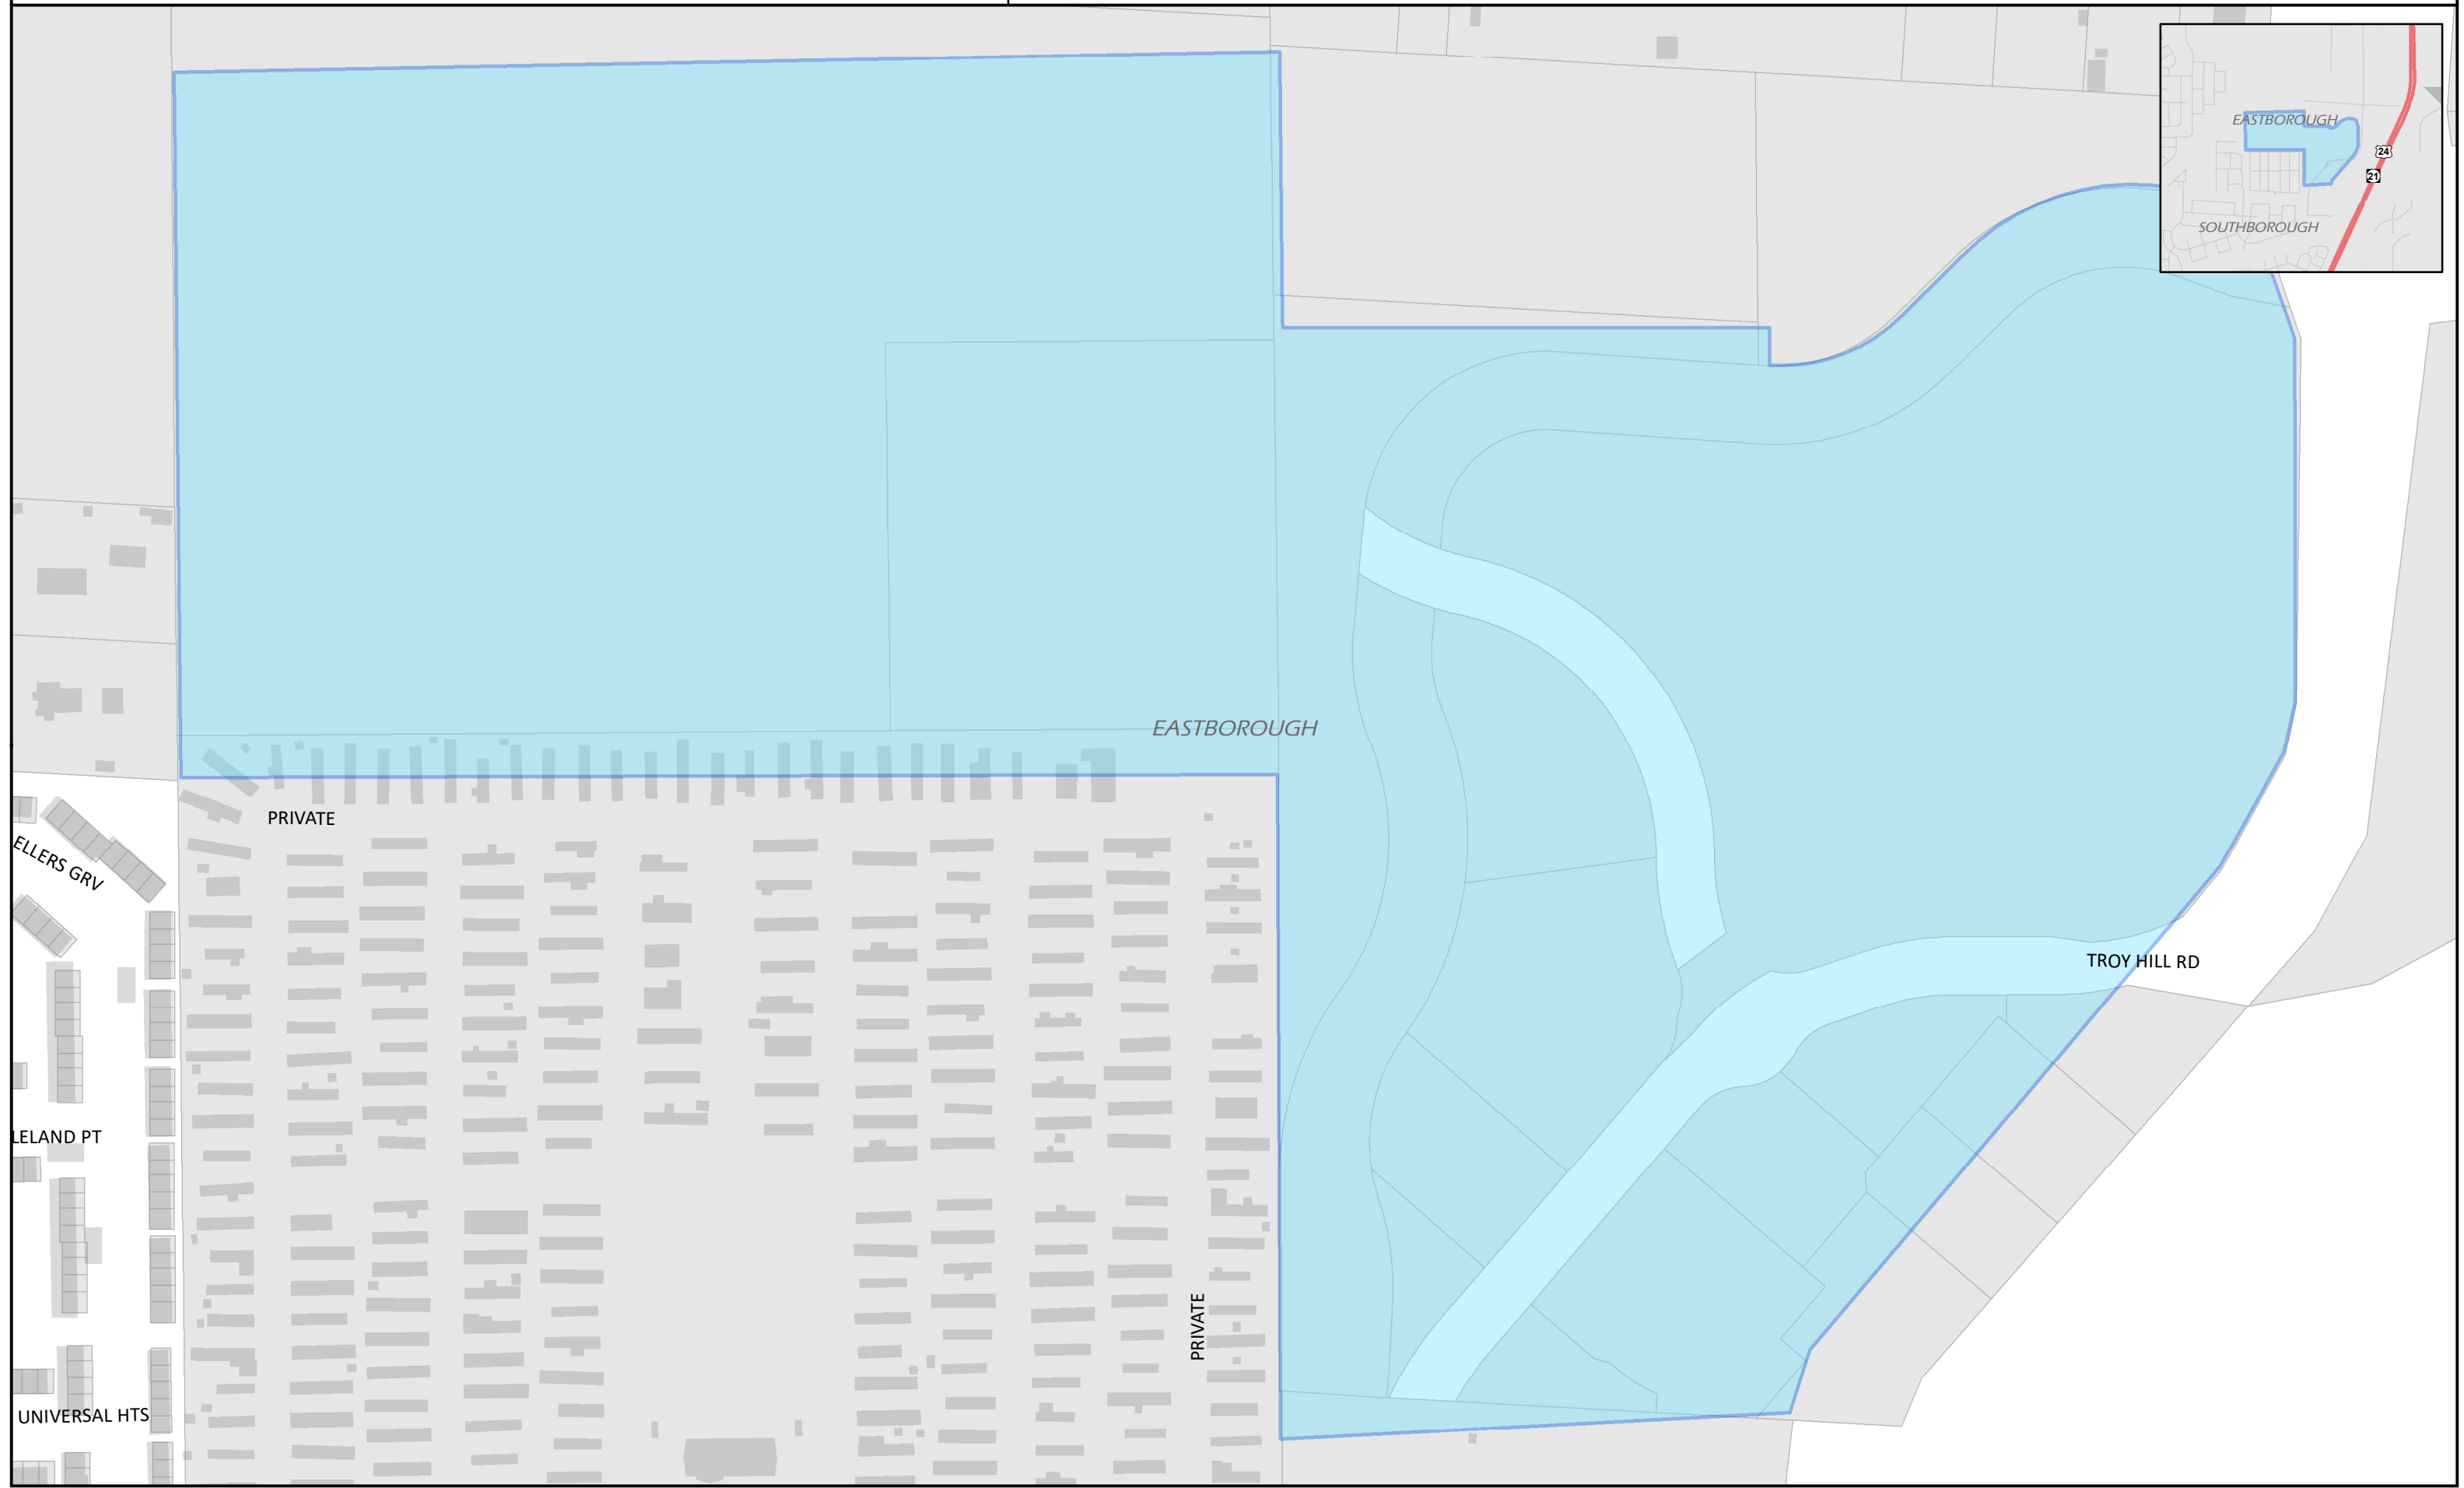 EASTBOROUGH
24
21
SOUTHBOROUGH
EASTBOROUGH
PRIVATE
ELLERS GRV
TROY HILL RD
LELAND PT
PRIVATE
UNIVERSAL HTS